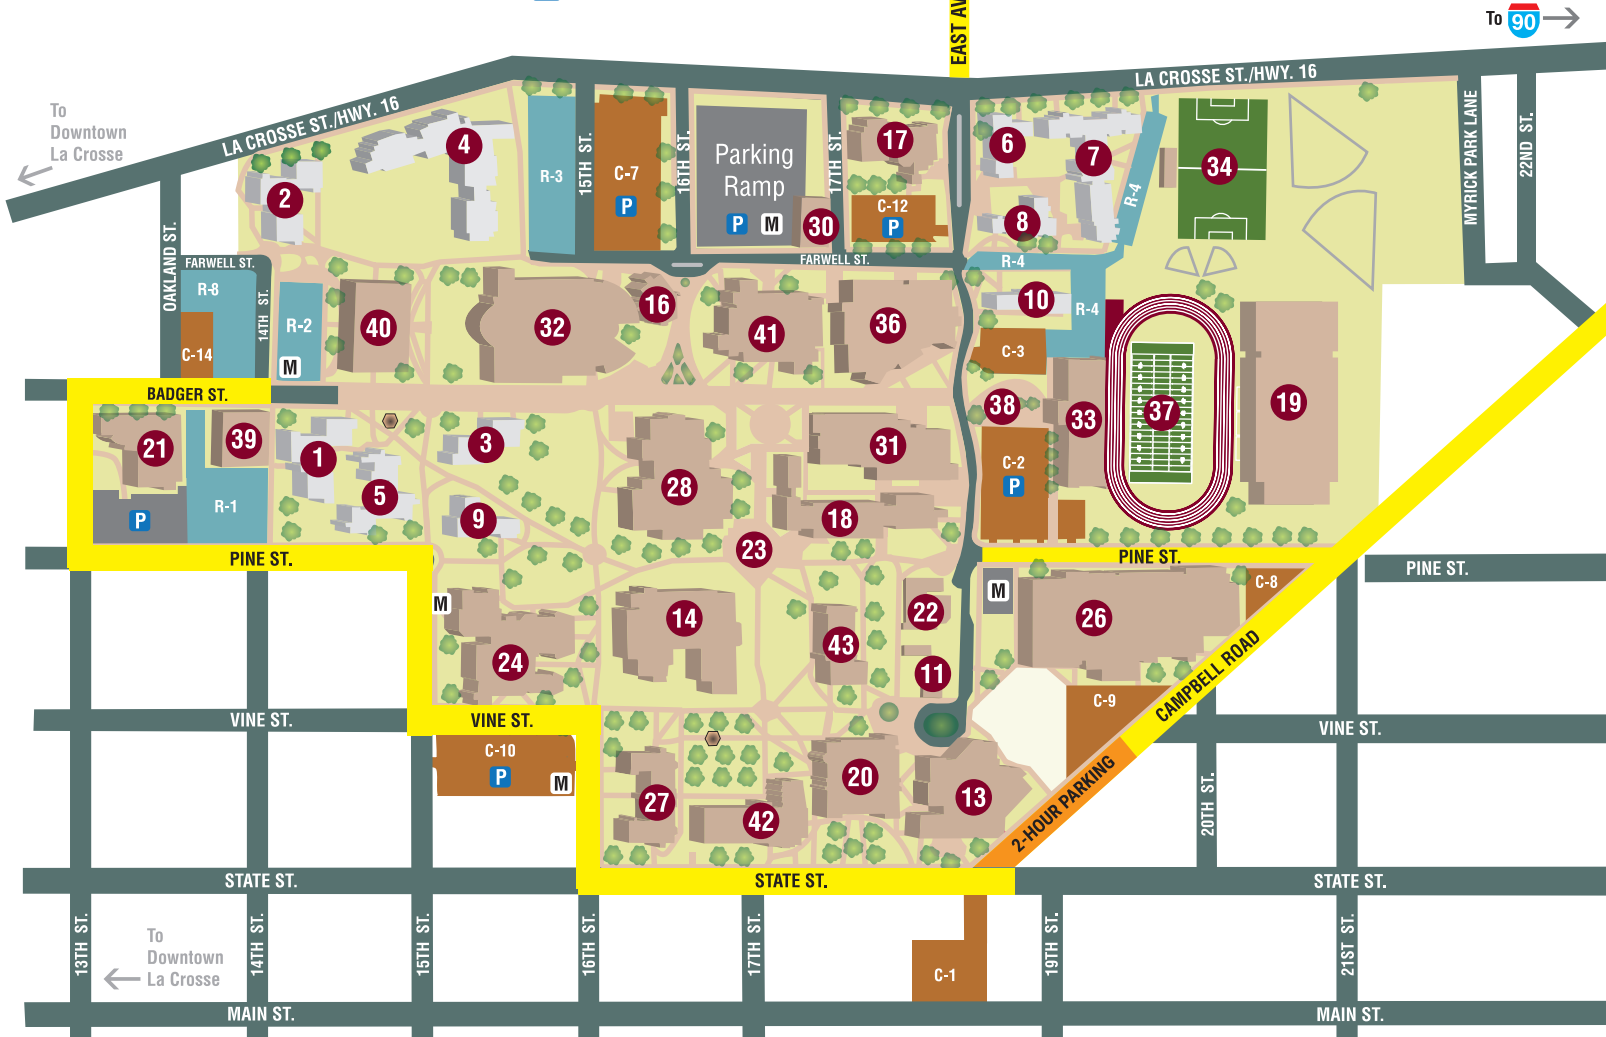 To 90
EAST AV
LA CROSSE ST./HWY. 16
LA CROSSE ST./HWY. 16
To
Downtown
La Crosse
4
2
R-3
15TH ST.
C-7
P
16TH ST.
Parking
Ramp
P
M
30
17TH ST.
17
C-12
P
6
7
8
R-4
34
MYRICK PARK LANE
22ND ST.
OAKLAND ST.
FARWELL ST.
FARWELL ST.
R-4
R-8
14TH ST.
C-14
R-2
M
40
32
16
41
36
10
R-4
C-3
BADGER ST.
38
33
37
19
21
39
1
3
5
9
28
31
18
C-2
P
P
R-1
23
PINE ST.
PINE ST.
PINE ST.
M
24
14
43
22
11
M
26
C-8
C-9
CAMPBELL ROAD
VINE ST.
VINE ST.
VINE ST.
C-10
P
M
27
42
20
13
2-HOUR PARKING
20TH ST.
STATE ST.
STATE ST.
STATE ST.
13TH ST.
To
Downtown
La Crosse
14TH ST.
15TH ST.
16TH ST.
17TH ST.
C-1
19TH ST.
21ST ST.
MAIN ST.
MAIN ST.